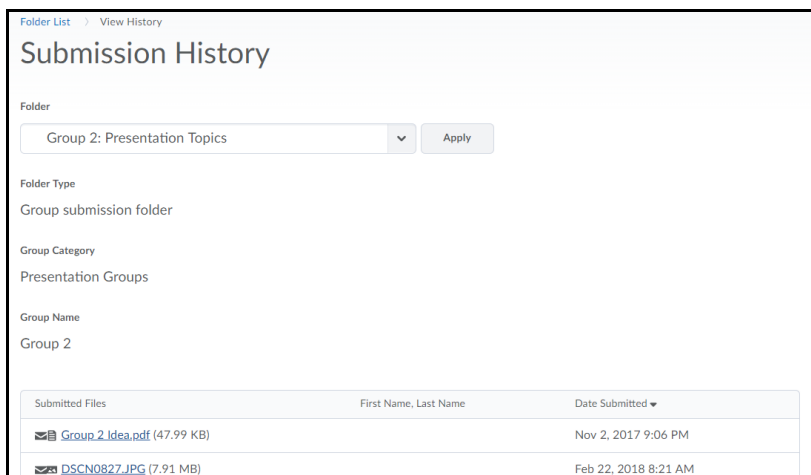 Folder List > View History
Submission History
Folder
Group 2: Presentation Topics Apply
Folder Type
Group submission folder
Group Category
Presentation Groups
Group Name
Group 2
Submitted Files First Name, Last Name Date Submitted
Group 2 Idea.pdf (47.99 KB) Nov 2, 2017 9:06 PM
DSCN0827.JPG (7.91 MB) Feb 22, 2018 8:21 AM